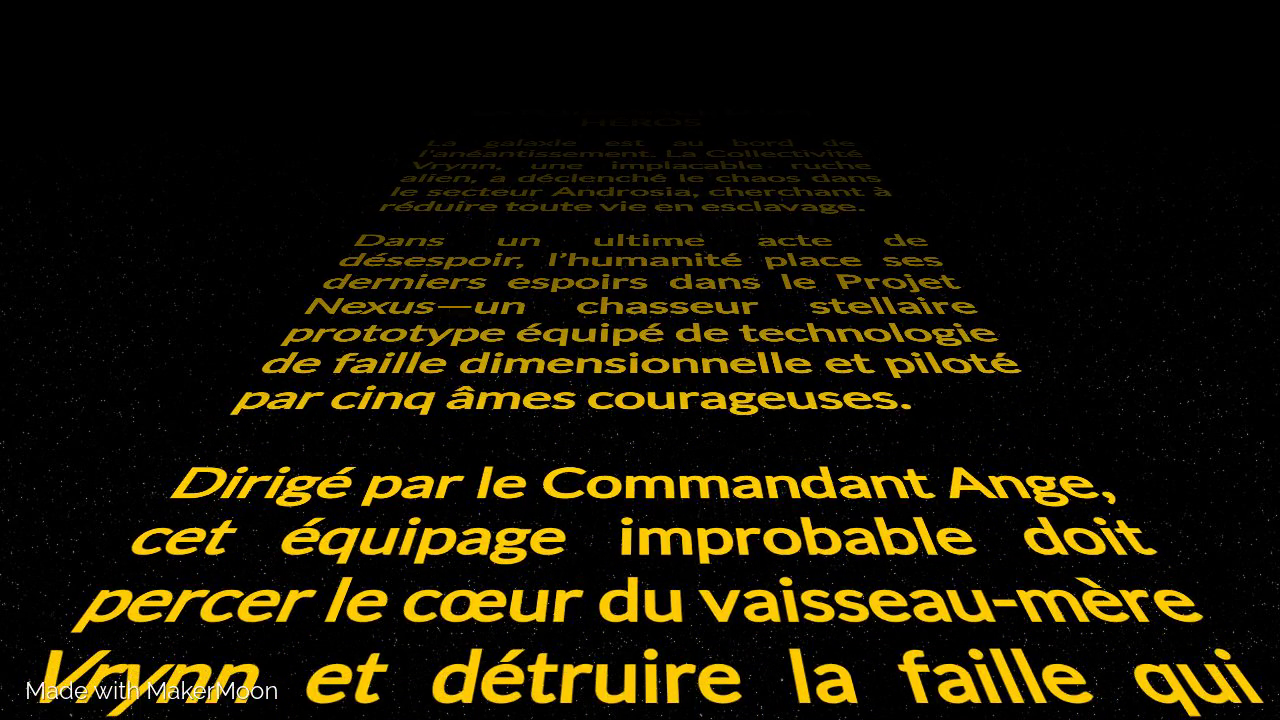 HÉROS
La galaxie est au bord de
l'anéantissement. La Collectivité
Vrynn, une implacable ruche
alien, a déclenché le chaos dans
le secteur Androsia, cherchant à
réduire toute vie en esclavage.
Dans un ultime acte de
désespoir, l’humanité place ses
derniers espoirs dans le Projet
Nexus—un chasseur stellaire
prototype équipé de technologie
de faille dimensionnelle et piloté
par cinq âmes courageuses.
Dirigé par le Commandant Ange,
cet équipage improbable doit
percer le cœur du vaisseau-mère
Vrynn et détruire la faille qui
Made with MakerMoon